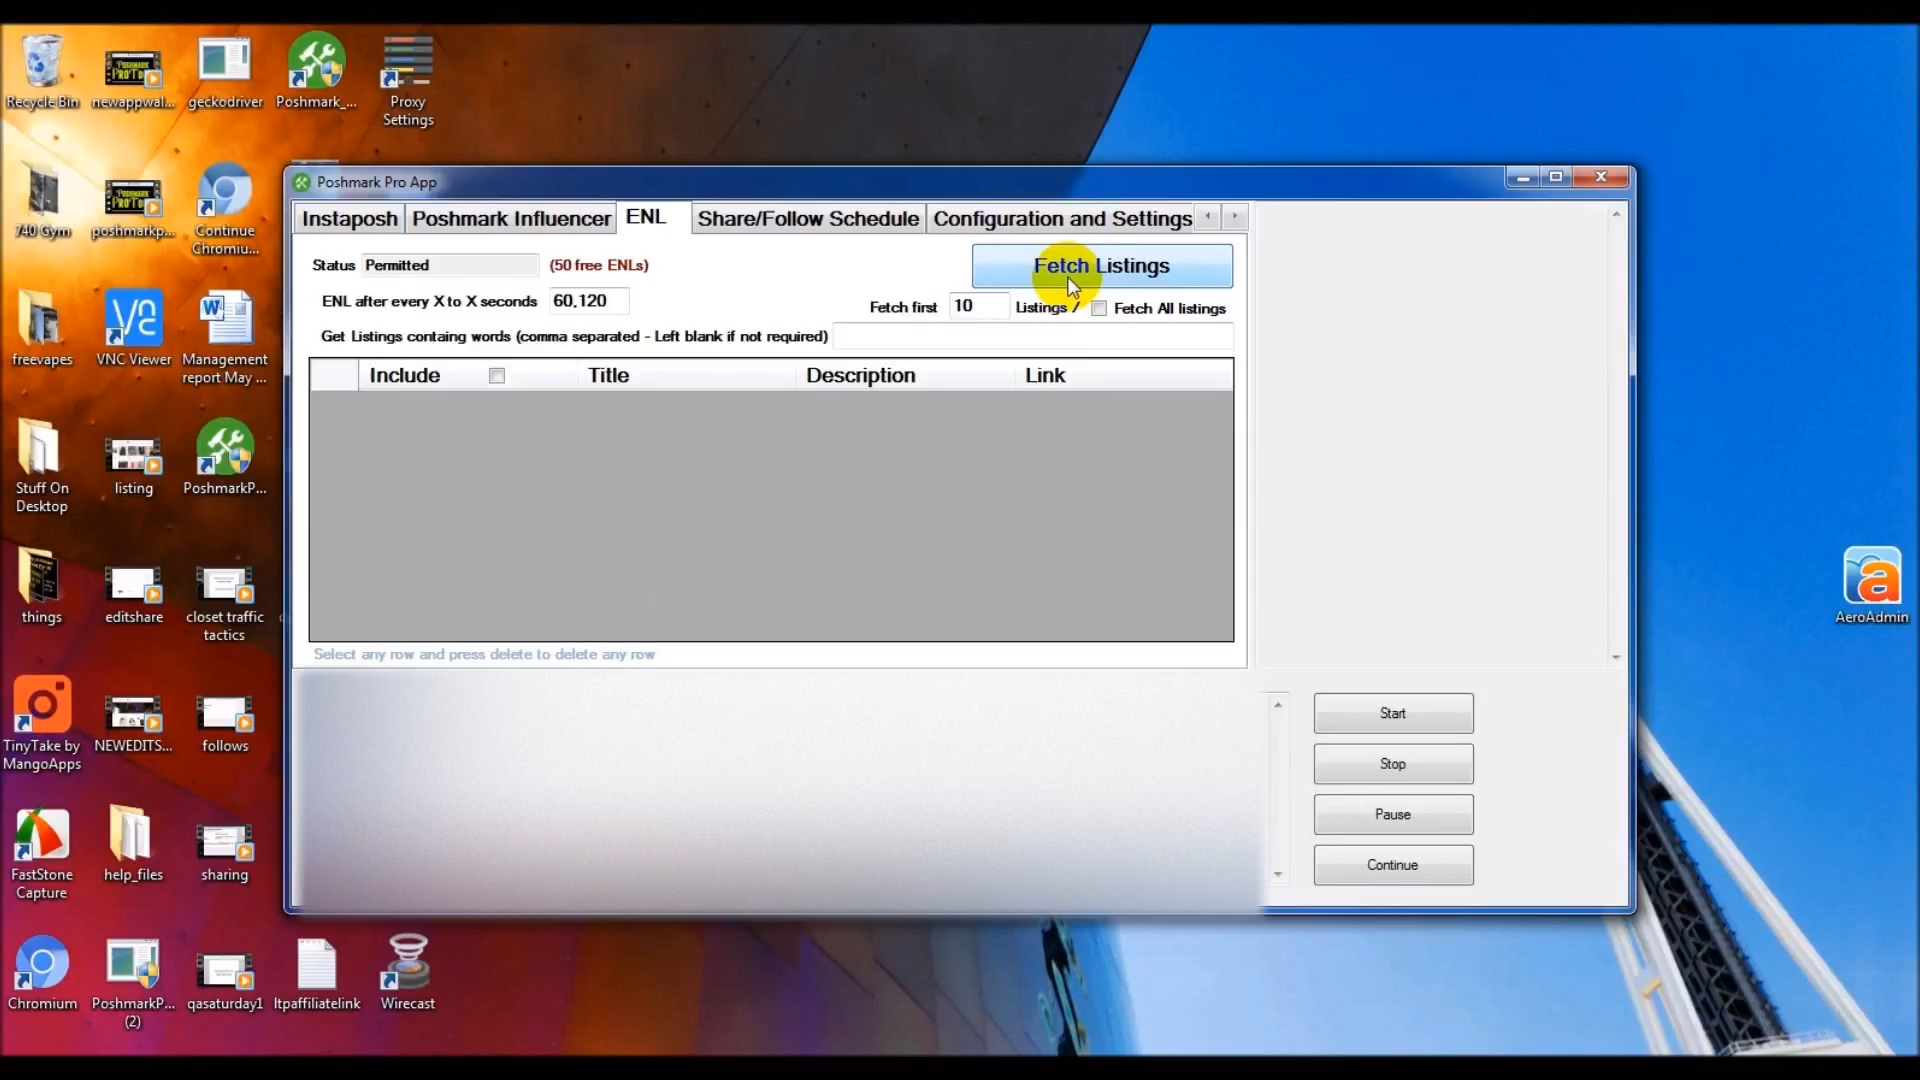 Recycle Bin
newappwal...
geckodriver
Poshmark_...
Proxy
Settings
740 Gym
poshmarkp...
Continue
Chromiu...
freevapes
VNC Viewer
Management
report May ...
Stuff On
Desktop
listing
PoshmarkP...
things
editshare
closet traffic
tactics
TinyTake by
MangoApps
NEWEDITS...
follows
FastStone
Capture
help_files
sharing
Chromium
PoshmarkP...
(2)
qasaturday1
ltpaffiliatelink
Wirecast
AeroAdmin
Poshmark Pro App
Instaposh
Poshmark Influencer
ENL
Share/Follow Schedule
Configuration and Settings
Status Permitted (50 free ENLs)
Fetch Listings
ENL after every X to X seconds 60,120
Fetch first 10 Listings / Fetch All listings
Get Listings containg words (comma separated - Left blank if not required)
Include Title Description Link
Select any row and press delete to delete any row
Start
Stop
Pause
Continue